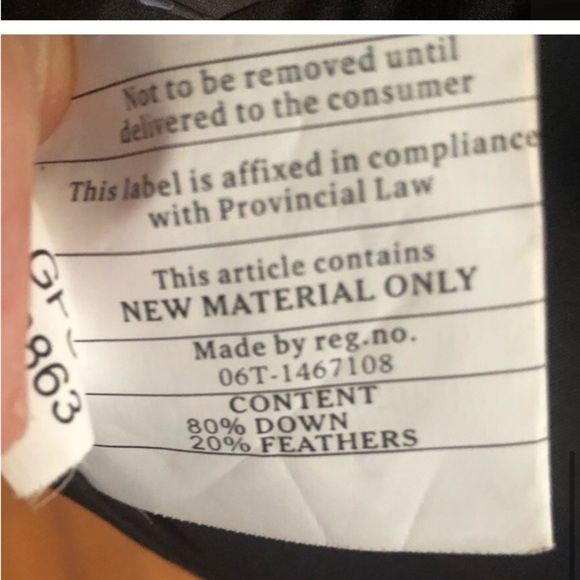 Not to be removed until
delivered to the consumer
This label is affixed in compliance
with Provincial Law
This article contains
NEW MATERIAL ONLY
Made by reg.no.
06T-1467108
CONTENT
80% DOWN
20% FEATHERS
863